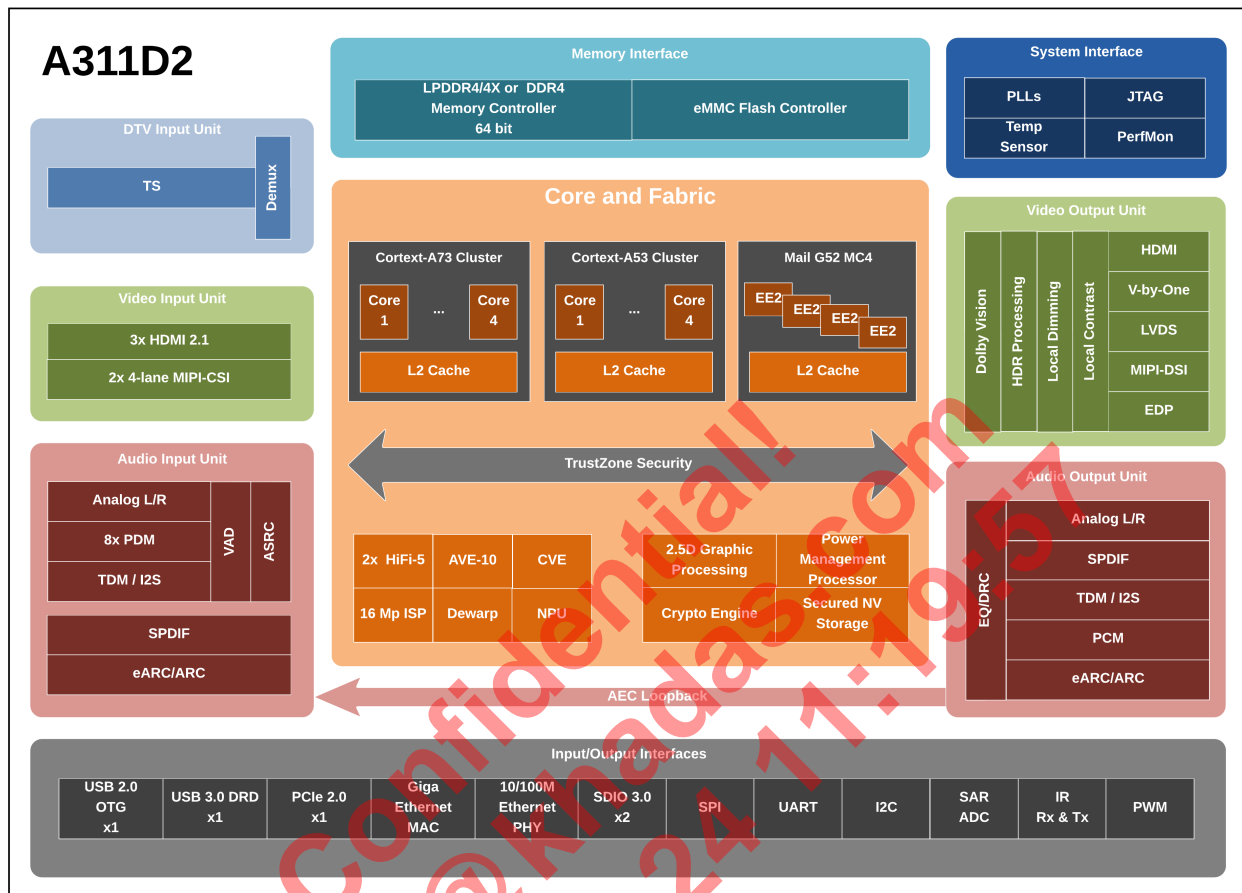 A311D2
Memory Interface
LPDDR4/4X or DDR4
Memory Controller
64 bit
eMMC Flash Controller
System Interface
PLLs
JTAG
Temp
Sensor
PerfMon
DTV Input Unit
TS
Demux
Video Input Unit
3x HDMI 2.1
2x 4-lane MIPI-CSI
Audio Input Unit
Analog L/R
8x PDM
TDM / I2S
VAD
ASRC
SPDIF
eARC/ARC
Core and Fabric
Cortext-A73 Cluster
Core
1
...
Core
4
L2 Cache
Cortext-A53 Cluster
Core
1
...
Core
4
L2 Cache
Mail G52 MC4
EE2
EE2
EE2
EE2
L2 Cache
TrustZone Security
2x HiFi-5
AVE-10
CVE
16 Mp ISP
Dewarp
NPU
2.5D Graphic
Processing
Power
Management
Processor
Crypto Engine
Secured NV
Storage
Video Output Unit
Dolby Vision
HDR Processing
Local Dimming
Local Contrast
HDMI
V-by-One
LVDS
MIPI-DSI
EDP
Audio Output Unit
EQ/DRC
Analog L/R
SPDIF
TDM / I2S
PCM
eARC/ARC
AEC Loopback
Input/Output Interfaces
USB 2.0
OTG
x1
USB 3.0 DRD
x1
PCIe 2.0
x1
Giga
Ethernet
MAC
10/100M
Ethernet
PHY
SDIO 3.0
x2
SPI
UART
I2C
SAR
ADC
IR
Rx & Tx
PWM
Confidential!
@khadas.com
24 11:19:57